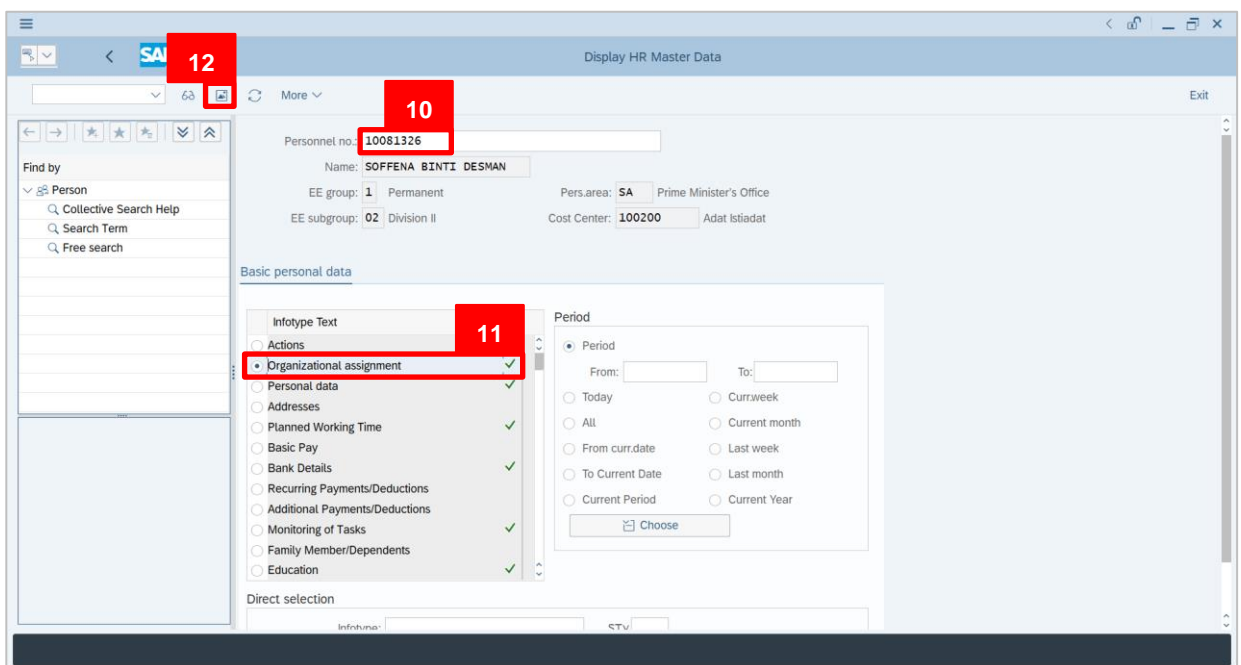 Display HR Master Data
SA
12
More
Exit
10
Personnel no.: 10081326
Find by
Name: SOFFENA BINTI DESMAN
Person
EE group: 1 Permanent
Pers.area: SA Prime Minister's Office
Collective Search Help
EE subgroup: 02 Division II
Cost Center: 100200 Adat Istiadat
Search Term
Free search
Basic personal data
Infotype Text
11
Period
Actions
Period
Organizational assignment
From:
To:
Personal data
Today
Curr.week
Addresses
All
Current month
Planned Working Time
From curr.date
Last week
Basic Pay
To Current Date
Last month
Bank Details
Current Period
Current Year
Recurring Payments/Deductions
Additional Payments/Deductions
Choose
Monitoring of Tasks
Family Member/Dependents
Education
Direct selection
Infotype:
STy